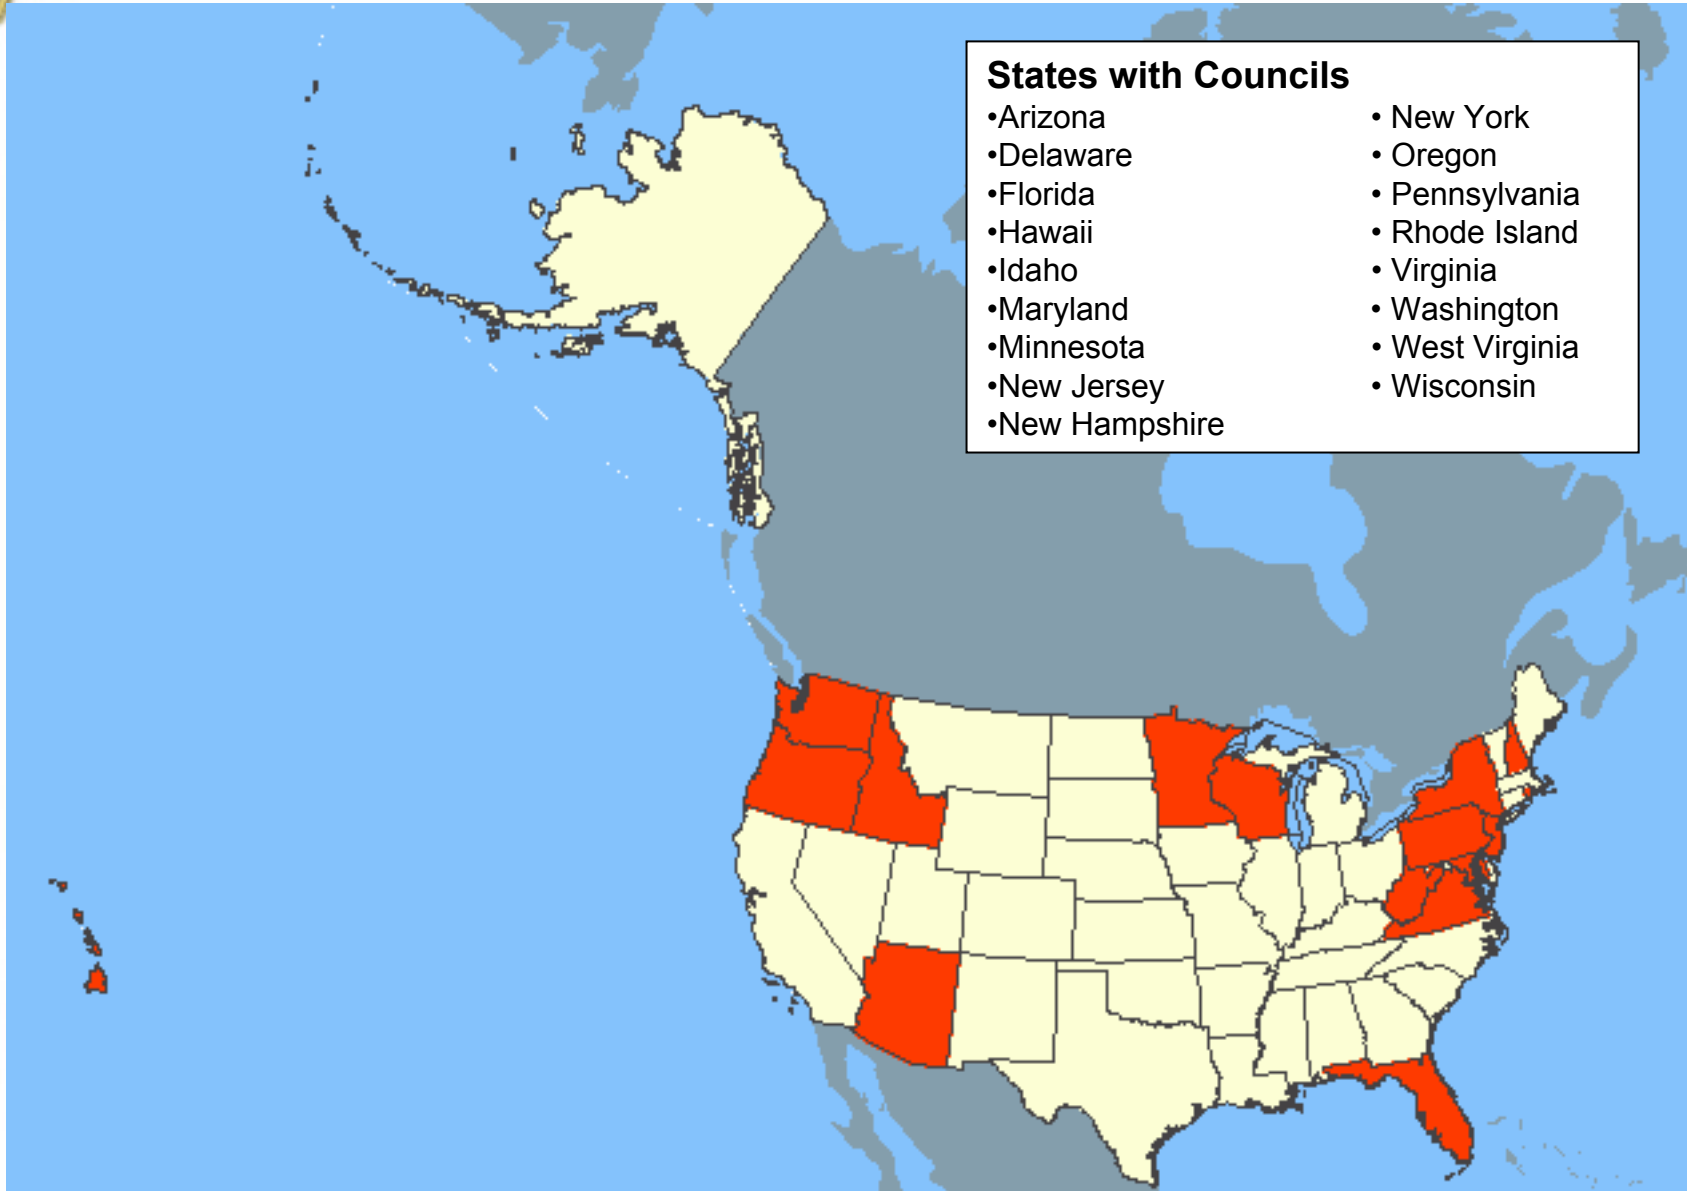 States with Councils
•Arizona
•Delaware
•Florida
•Hawaii
•Idaho
•Maryland
•Minnesota
•New Jersey
•New Hampshire
• New York
• Oregon
• Pennsylvania
• Rhode Island
• Virginia
• Washington
• West Virginia
• Wisconsin